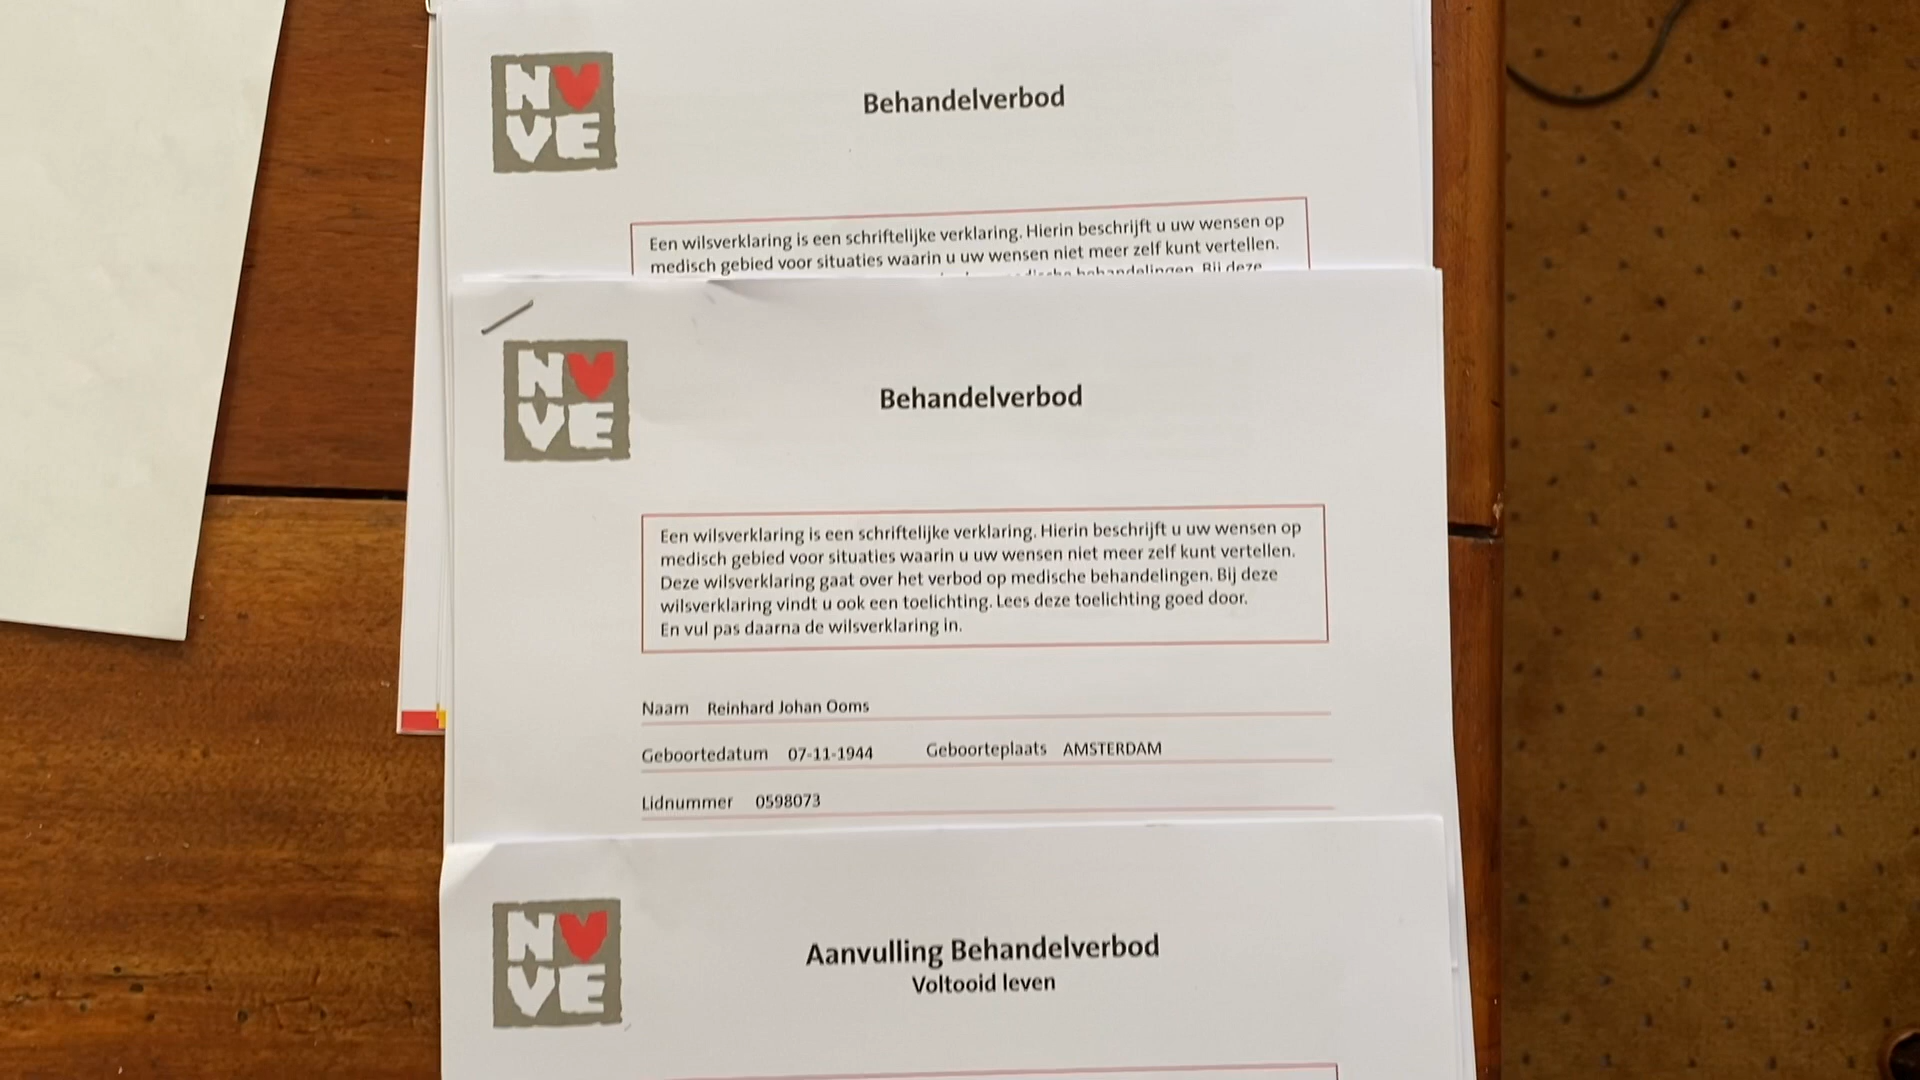 NVVE
Behandelverbod
Een wilsverklaring is een schriftelijke verklaring. Hierin beschrijft u uw wensen op
medisch gebied voor situaties waarin u uw wensen niet meer zelf kunt vertellen.
medische behandelingen. Bij deze
NVVE
Behandelverbod
Een wilsverklaring is een schriftelijke verklaring. Hierin beschrijft u uw wensen op
medisch gebied voor situaties waarin u uw wensen niet meer zelf kunt vertellen.
Deze wilsverklaring gaat over het verbod op medische behandelingen. Bij deze
wilsverklaring vindt u ook een toelichting. Lees deze toelichting goed door.
En vul pas daarna de wilsverklaring in.
Naam Reinhard Johan Ooms
Geboortedatum 07-11-1944 Geboorteplaats AMSTERDAM
Lidnummer 0598073
NVVE
Aanvulling Behandelverbod
Voltooid leven